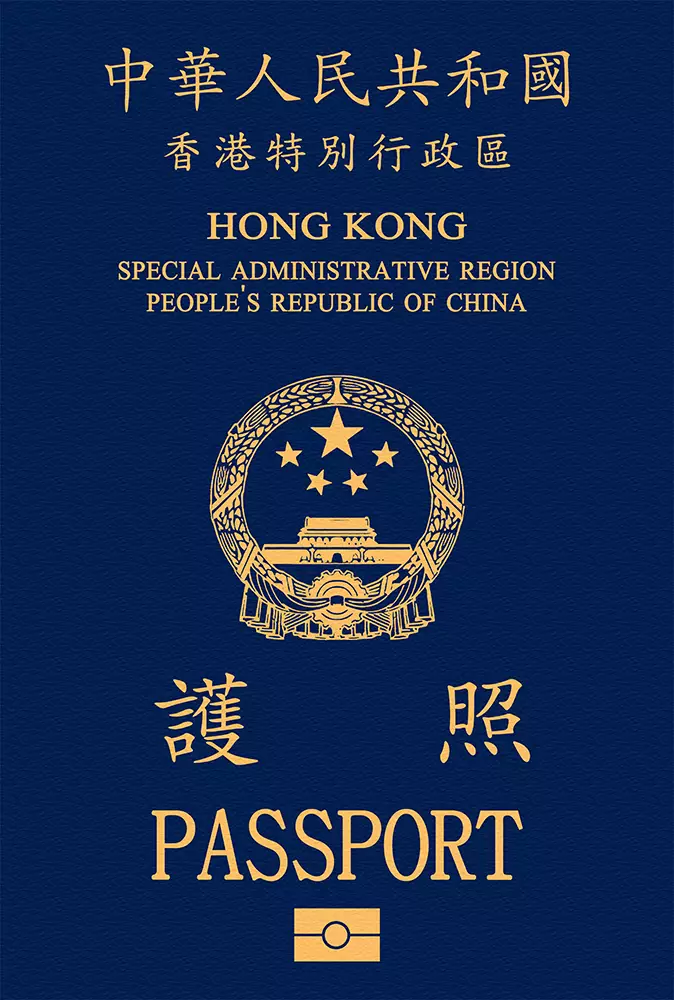 中華人民共和國
香港特別行政區
HONG KONG
SPECIAL ADMINISTRATIVE REGION
PEOPLE'S REPUBLIC OF CHINA
護照
PASSPORT